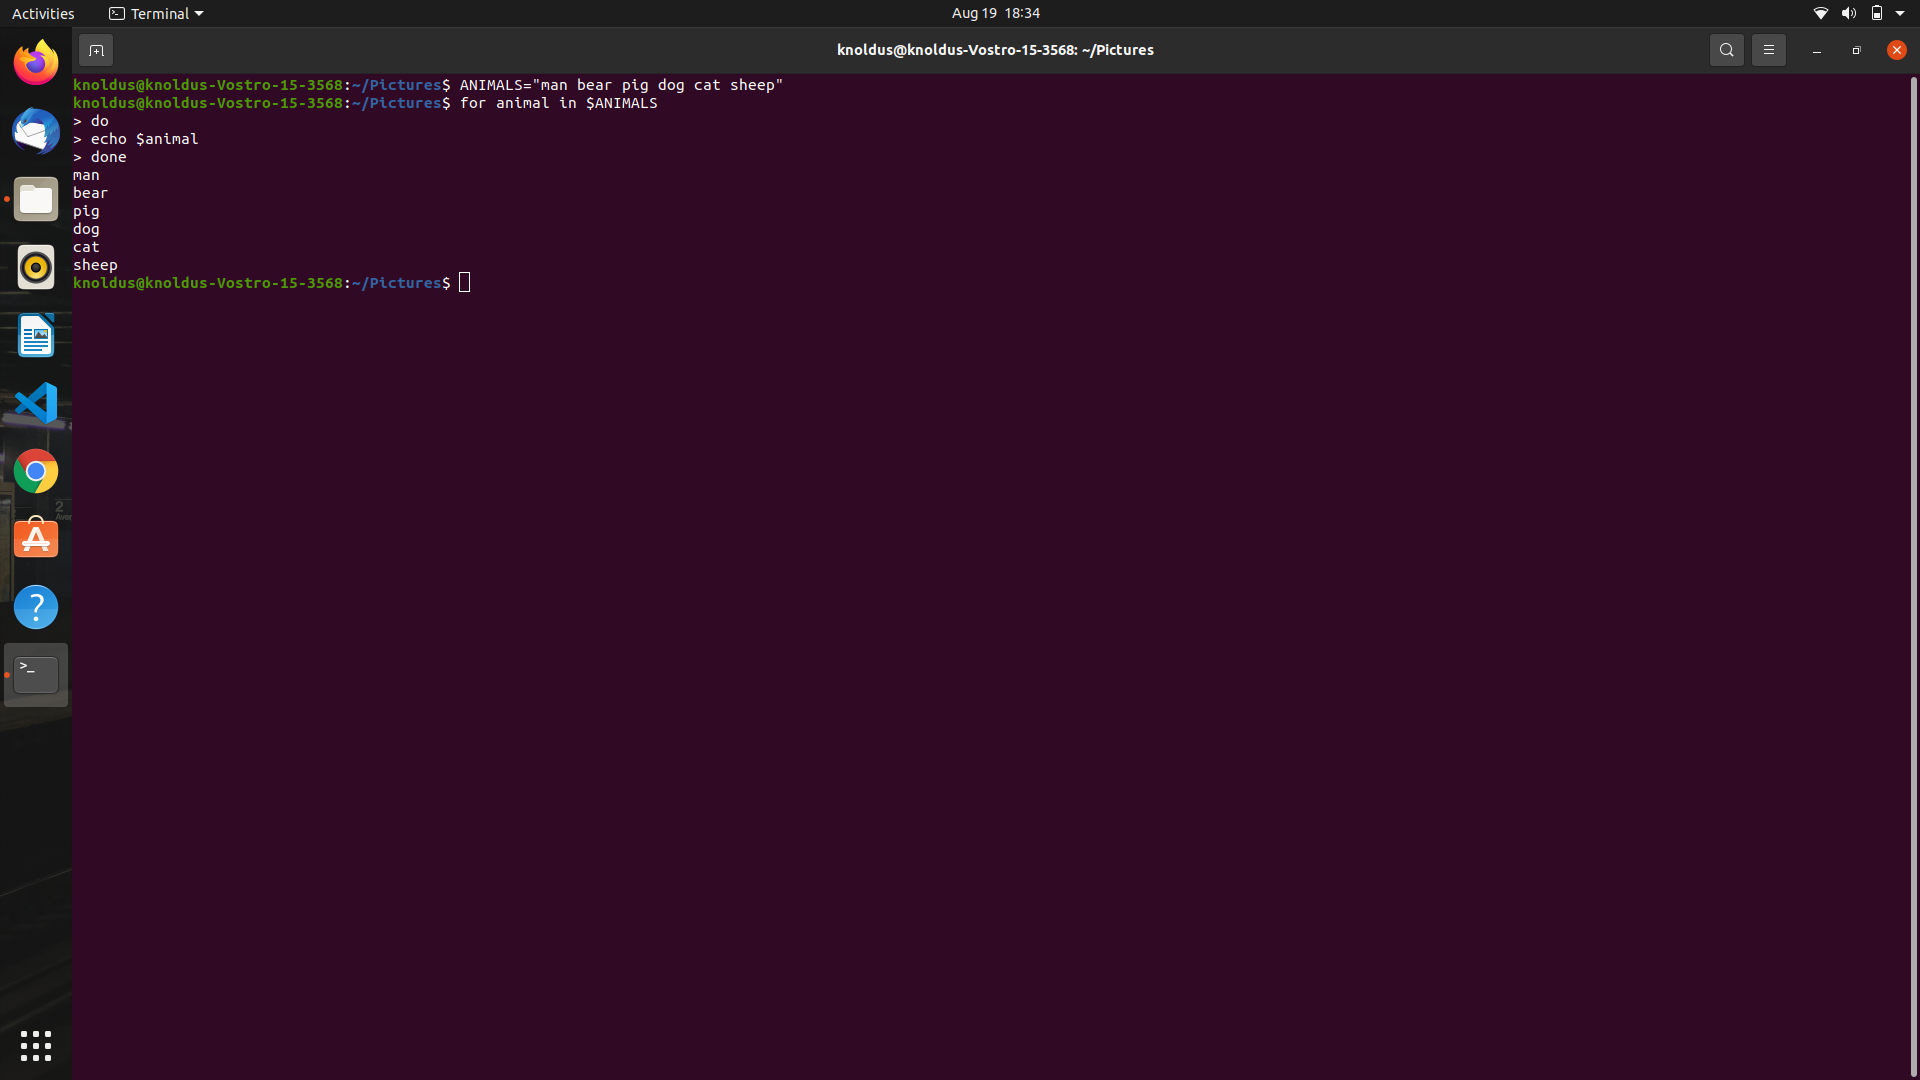 Activities Terminal Aug 19 18:34
knoldus@knoldus-Vostro-15-3568: ~/Pictures
knoldus@knoldus-Vostro-15-3568:~/Pictures$ ANIMALS="man bear pig dog cat sheep"
knoldus@knoldus-Vostro-15-3568:~/Pictures$ for animal in $ANIMALS
> do
> echo $animal
> done
man
bear
pig
dog
cat
sheep
knoldus@knoldus-Vostro-15-3568:~/Pictures$